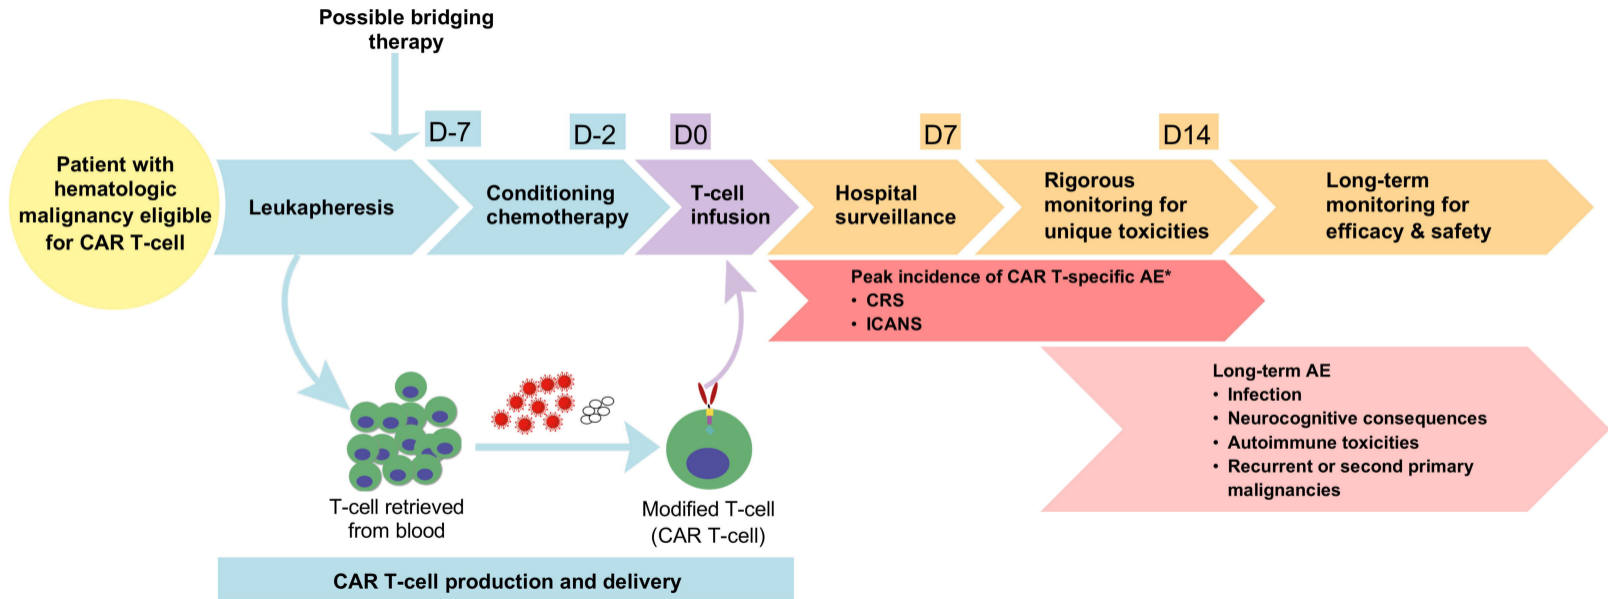 Possible bridging
therapy
Patient with
hematologic
malignancy eligible
for CAR T-cell
D-7
D-2
D0
D7
D14
Leukapheresis
Conditioning
chemotherapy
T-cell
infusion
Hospital
surveillance
Rigorous
monitoring for
unique toxicities
Long-term
monitoring for
efficacy & safety
Peak incidence of CAR T-specific AE*
• CRS
• ICANS
Long-term AE
• Infection
• Neurocognitive consequences
• Autoimmune toxicities
• Recurrent or second primary
malignancies
T-cell retrieved
from blood
Modified T-cell
(CAR T-cell)
CAR T-cell production and delivery